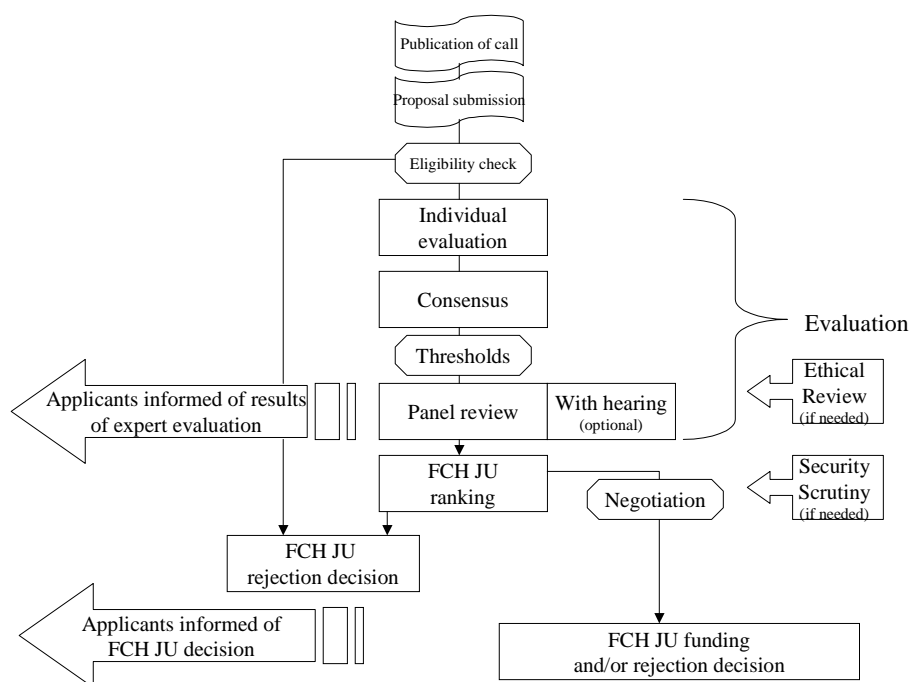 Publication of call
Proposal submission
Eligibility check
Individual
evaluation
Consensus
Evaluation
Thresholds
Ethical
Review
(if needed)
Applicants informed of results
of expert evaluation
Panel review
With hearing
(optional)
FCH JU
ranking
Negotiation
Security
Scrutiny
(if needed)
FCH JU
rejection decision
Applicants informed of
FCH JU decision
FCH JU funding
and/or rejection decision